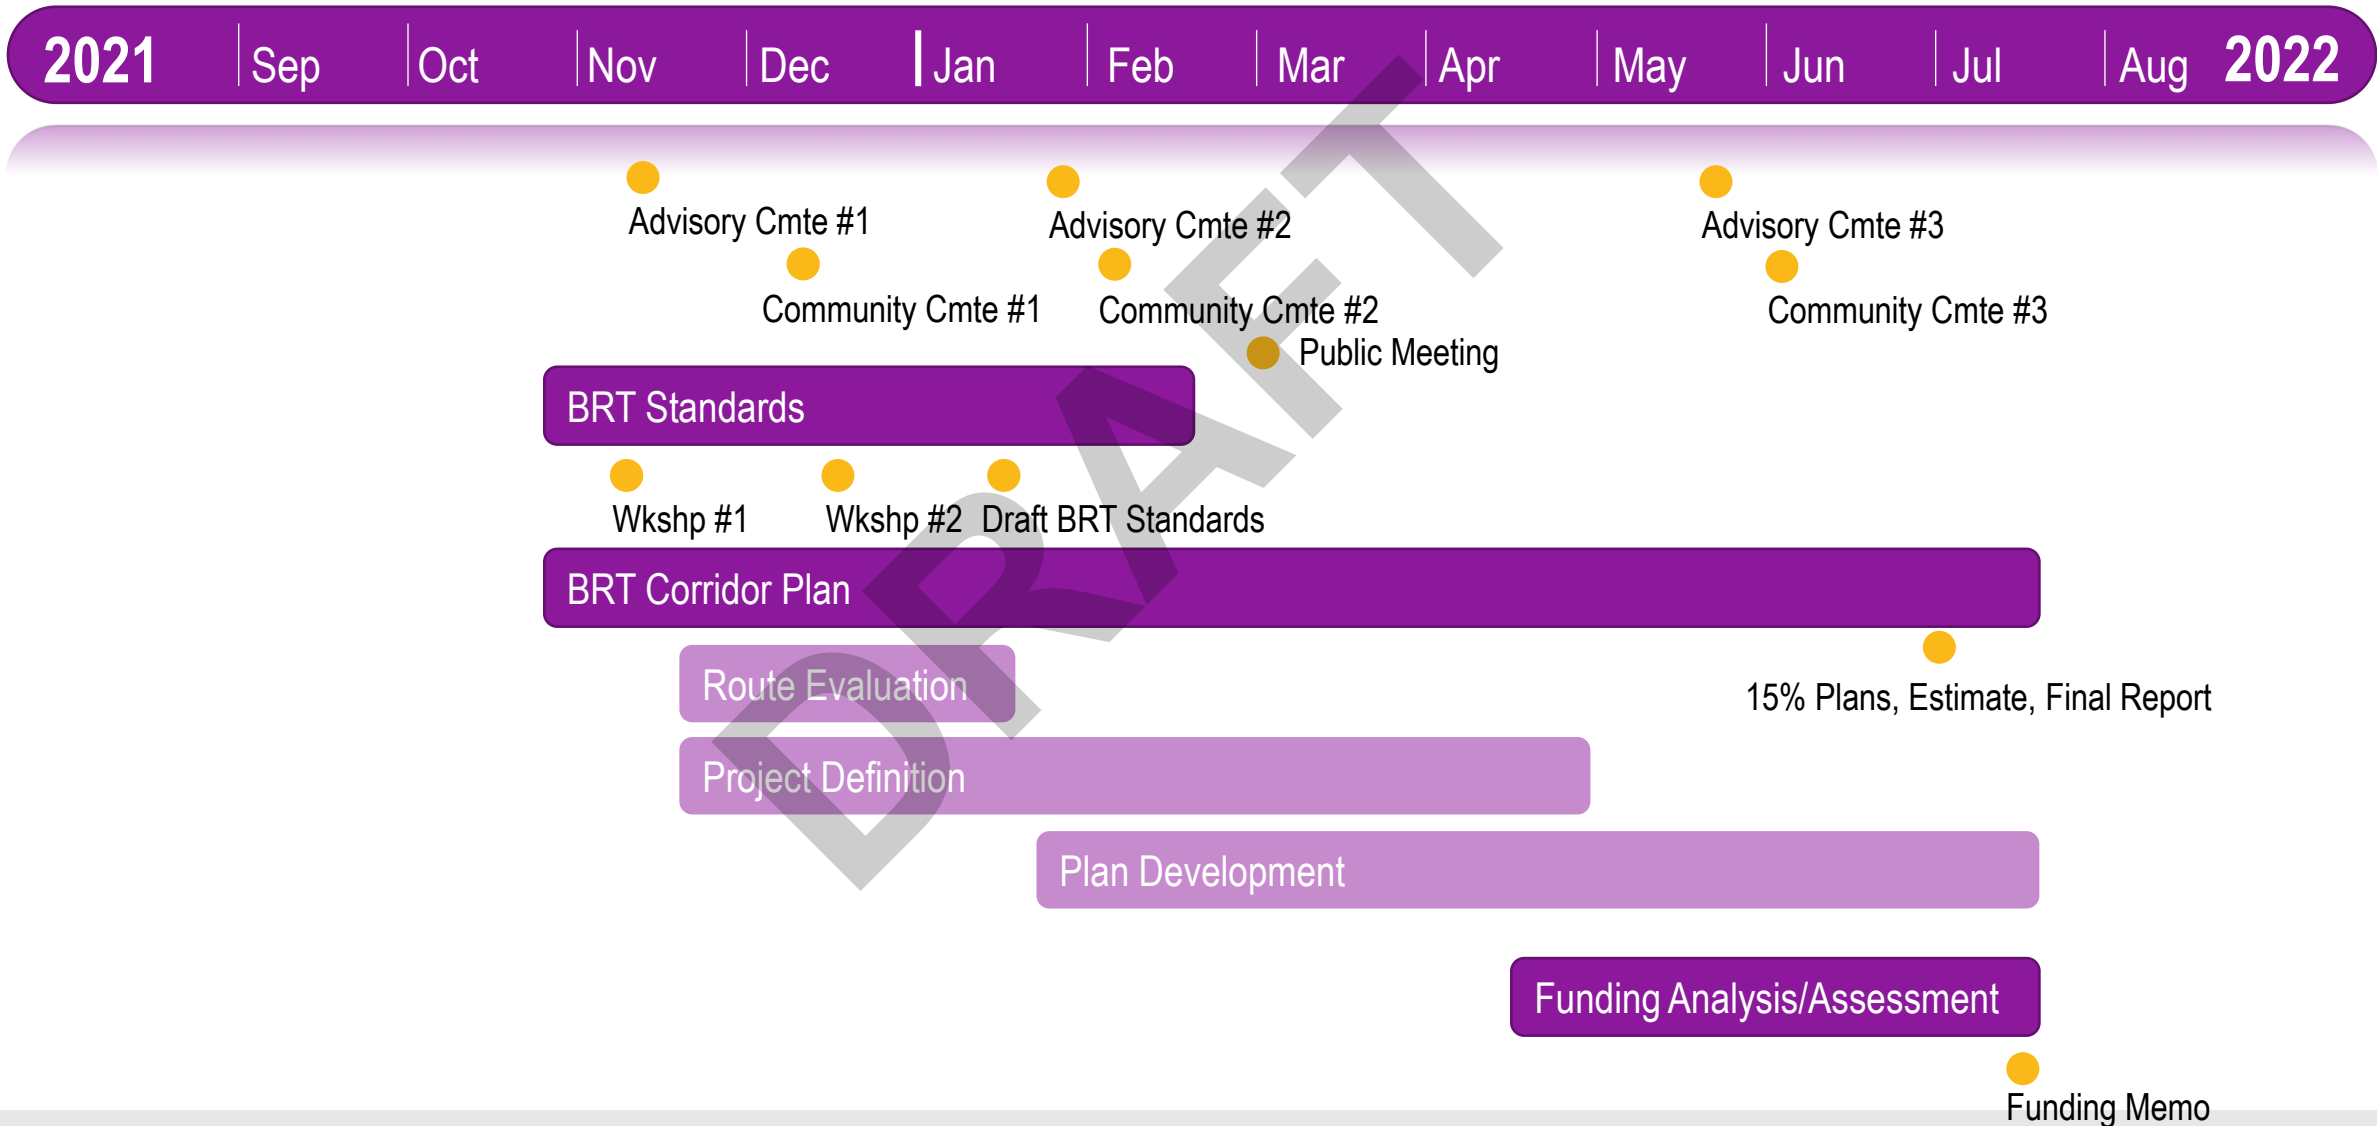 2021 Sep Oct Nov Dec Jan Feb Mar Apr May Jun Jul Aug 2022
Advisory Cmte #1
Advisory Cmte #2
Advisory Cmte #3
Community Cmte #1
Community Cmte #2
Community Cmte #3
Public Meeting
BRT Standards
Wkshp #1
Wkshp #2
Draft BRT Standards
BRT Corridor Plan
Route Evaluation
15% Plans, Estimate, Final Report
Project Definition
Plan Development
Funding Analysis/Assessment
Funding Memo
DRAFT